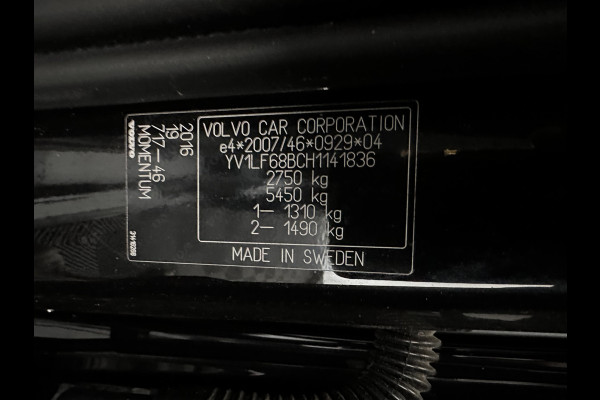 VOLVO CAR CORPORATION
e4*2007/46*0929*04
YV1LF68BCH1141836
2750 kg
5450 kg
1– 1310 kg
2– 1490 kg
MADE IN SWEDEN
2016
19
717–46
MOMENTUM
VOLVO